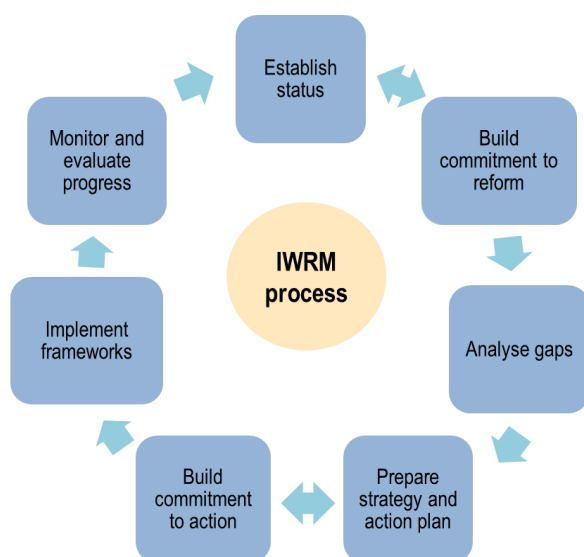 Establish
status
Build
commitment to
reform
Analyse gaps
Prepare
strategy and
action plan
Build
commitment
to action
Implement
frameworks
Monitor and
evaluate
progress
IWRM
process